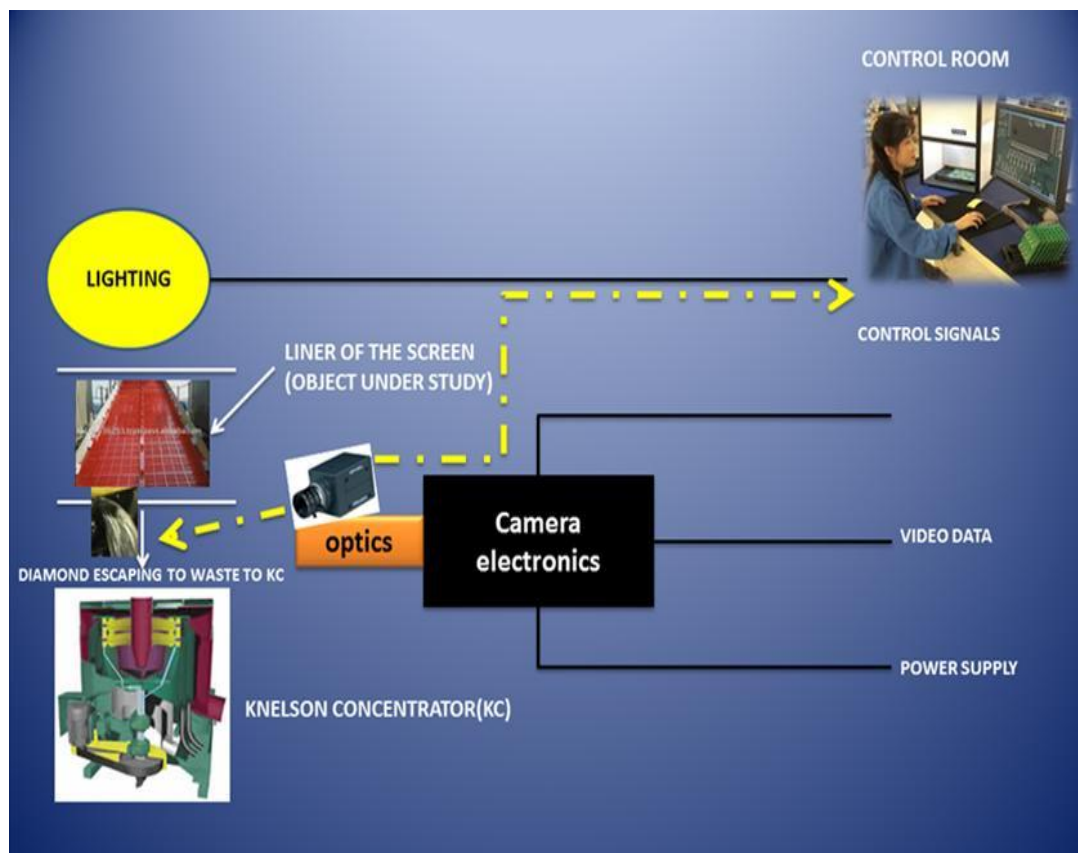 CONTROL ROOM
LIGHTING
CONTROL SIGNALS
LINER OF THE SCREEN
(OBJECT UNDER STUDY)
optics
Camera
electronics
VIDEO DATA
DIAMOND ESCAPING TO WASTE TO KC
POWER SUPPLY
KNELSON CONCENTRATOR(KC)